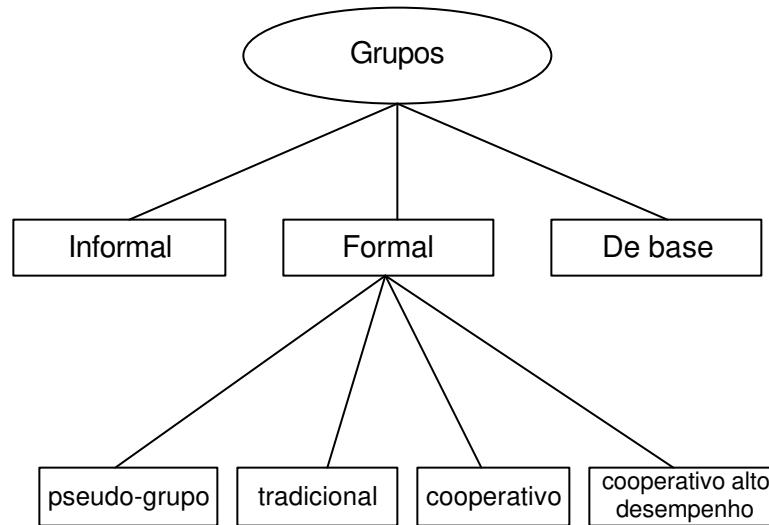 Grupos
Informal
Formal
De base
pseudo-grupo
tradicional
cooperativo
cooperativo alto
desempenho